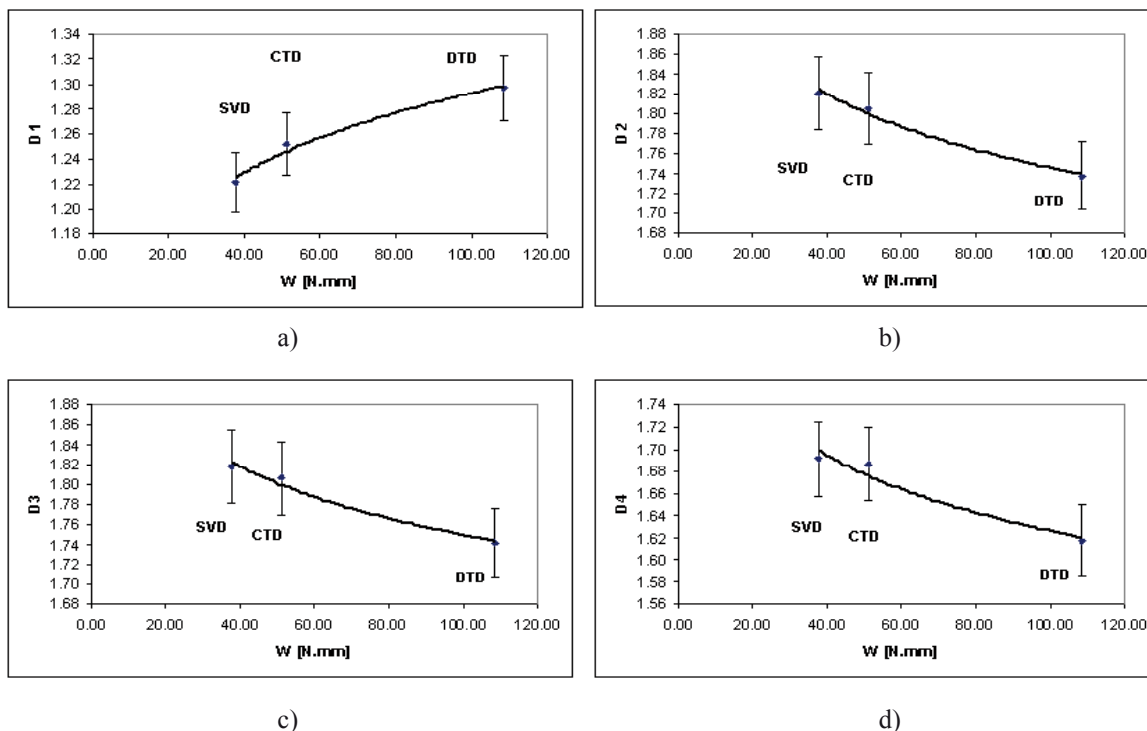 1.34
1.32
1.30
1.28
1.26
1.24
1.22
1.20
1.18
D1
SVD
CTD
DTD
0.00 20.00 40.00 60.00 80.00 100.00 120.00
W [N.mm]
a)
1.88
1.86
1.84
1.82
1.80
1.78
1.76
1.74
1.72
1.70
1.68
D2
SVD
CTD
DTD
0.00 20.00 40.00 60.00 80.00 100.00 120.00
W [N.mm]
b)
1.88
1.86
1.84
1.82
1.80
1.78
1.76
1.74
1.72
1.70
1.68
D3
SVD
CTD
DTD
0.00 20.00 40.00 60.00 80.00 100.00 120.00
W [N.mm]
c)
1.74
1.72
1.70
1.68
1.66
1.64
1.62
1.60
1.58
1.56
D4
SVD
CTD
DTD
0.00 20.00 40.00 60.00 80.00 100.00 120.00
W [N.mm]
d)